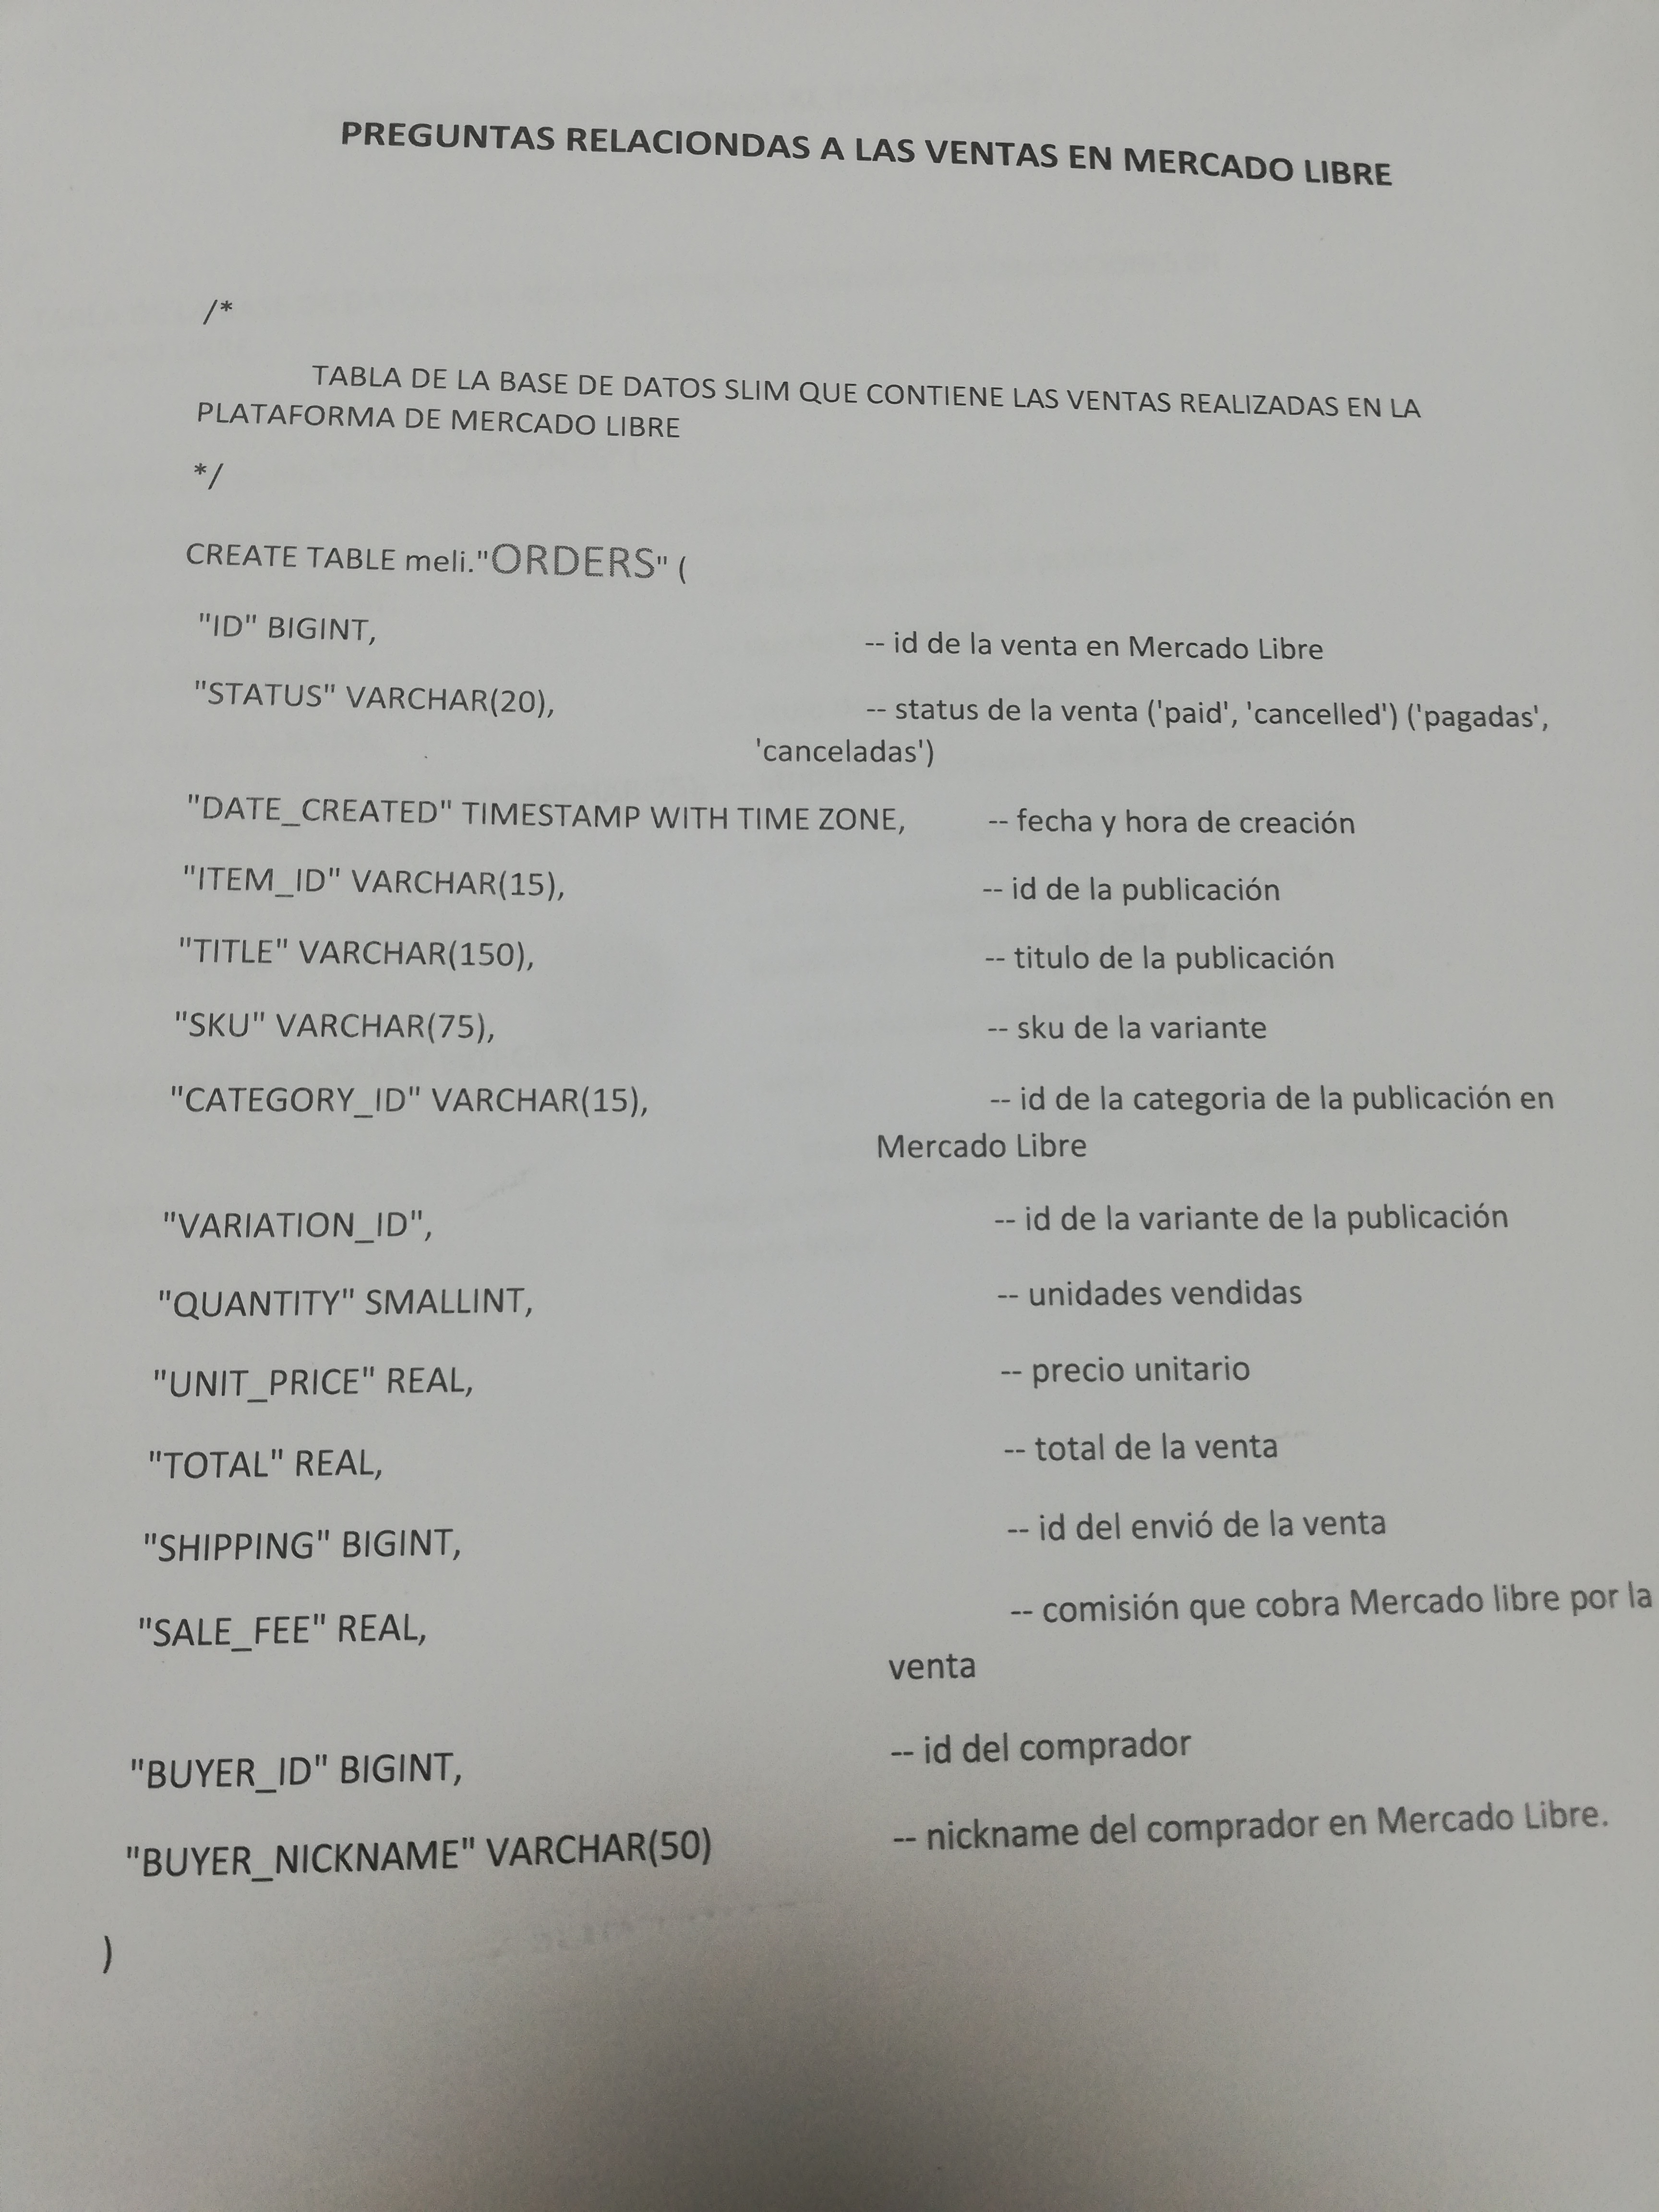 PREGUNTAS RELACIONDAS A LAS VENTAS EN MERCADO LIBRE
/*
TABLA DE LA BASE DE DATOS SLIM QUE CONTIENE LAS VENTAS REALIZADAS EN LA
PLATAFORMA DE MERCADO LIBRE
*/
CREATE TABLE meli."ORDERS" (
"ID" BIGINT, -- id de la venta en Mercado Libre
"STATUS" VARCHAR(20), -- status de la venta ('paid', 'cancelled') ('pagadas',
'canceladas')
"DATE_CREATED" TIMESTAMP WITH TIME ZONE, -- fecha y hora de creación
"ITEM_ID" VARCHAR(15), -- id de la publicación
"TITLE" VARCHAR(150), -- titulo de la publicación
"SKU" VARCHAR(75), -- sku de la variante
"CATEGORY_ID" VARCHAR(15), -- id de la categoria de la publicación en
Mercado Libre
"VARIATION_ID", -- id de la variante de la publicación
"QUANTITY" SMALLINT, -- unidades vendidas
"UNIT_PRICE" REAL, -- precio unitario
"TOTAL" REAL, -- total de la venta
"SHIPPING" BIGINT, -- id del envió de la venta
"SALE_FEE" REAL, -- comisión que cobra Mercado libre por la
venta
"BUYER_ID" BIGINT, -- id del comprador
"BUYER_NICKNAME" VARCHAR(50) -- nickname del comprador en Mercado Libre.
)